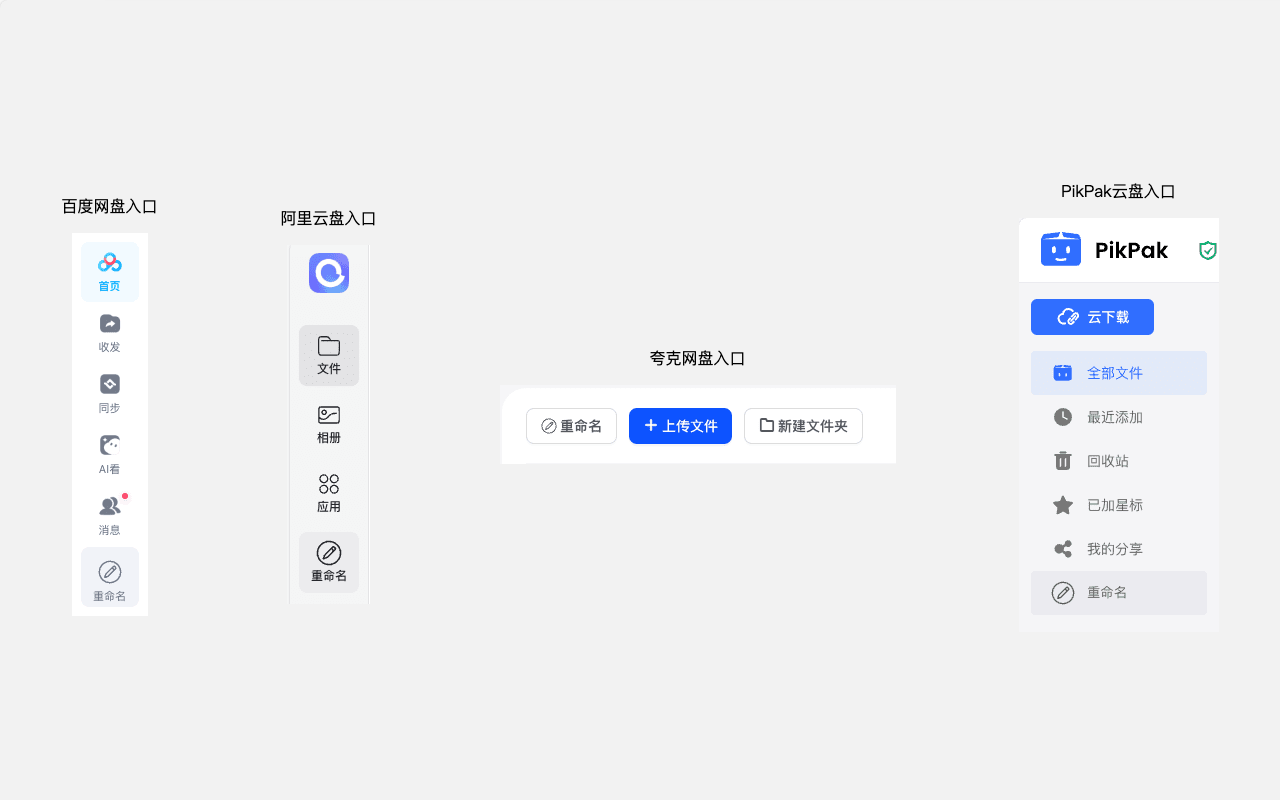 百度网盘入口
首页
收发
同步
AI看
消息
重命名
阿里云盘入口
文件
相册
应用
重命名
夸克网盘入口
重命名
上传文件
新建文件夹
PikPak云盘入口
PikPak
云下载
全部文件
最近添加
回收站
已加星标
我的分享
重命名